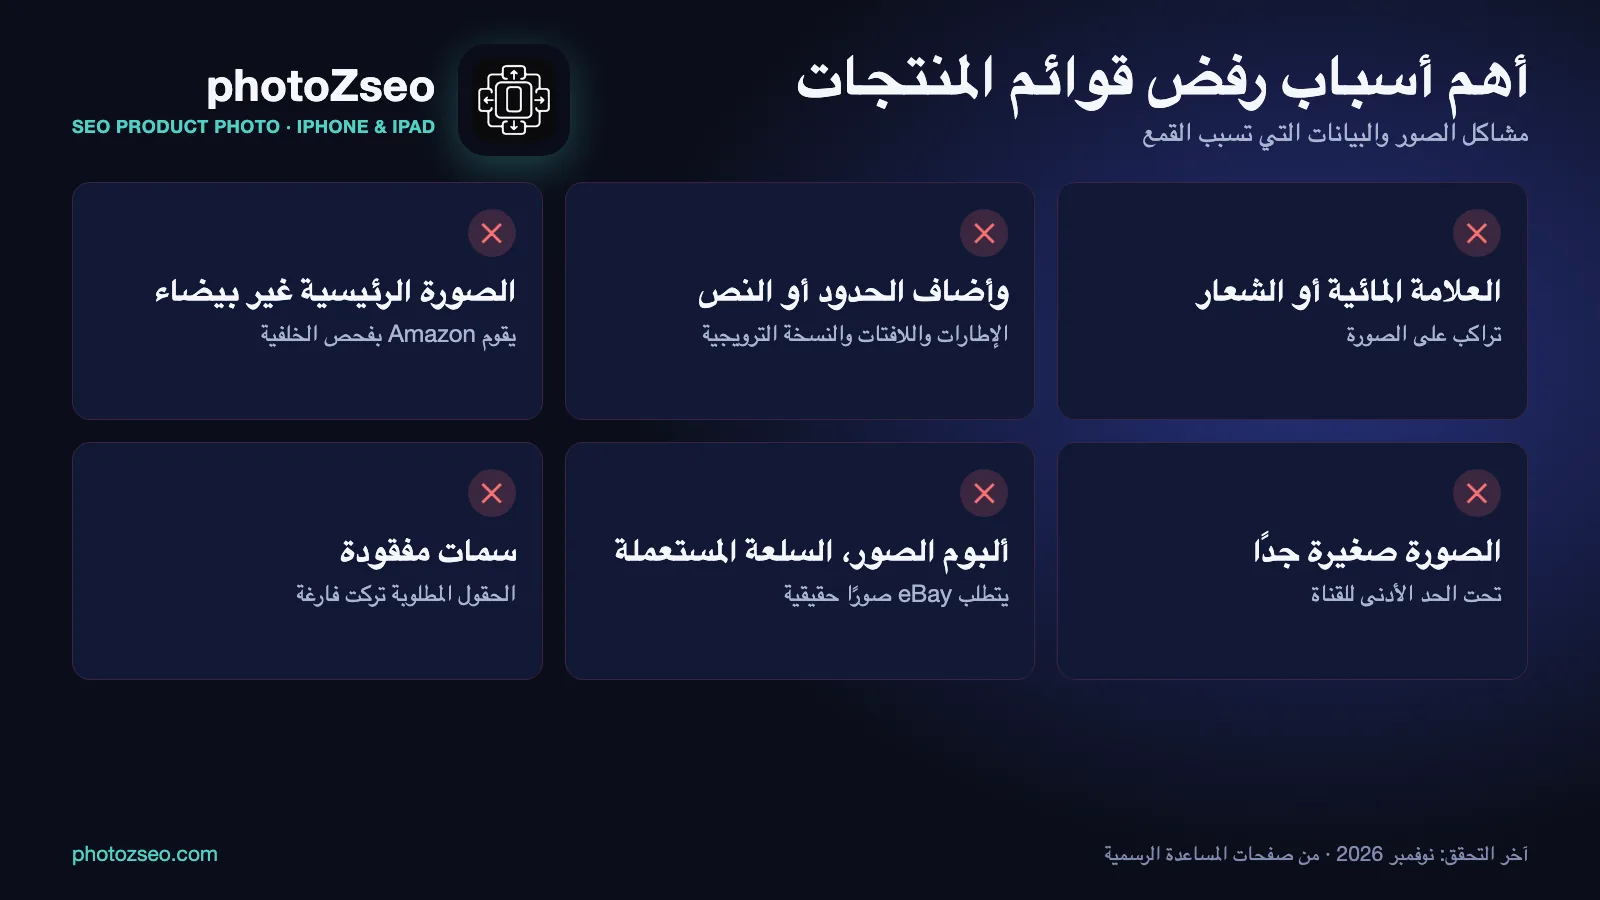 أهم أسباب رفض قوائم المنتجات
مشاكل الصور والبيانات التي تسبب القمع
photoZseo
SEO PRODUCT PHOTO · IPHONE & IPAD
العلامة المائية أو الشعار
تراكب على الصورة
وأضاف الحدود أو النص
الإطارات واللافتات والنسخة الترويجية
الصورة الرئيسية غير بيضاء
يقوم Amazon بفحص الخلفية
الصورة صغيرة جدًا
تحت الحد الأدنى للقناة
ألبوم الصور، السلعة المستعملة
يتطلب eBay صورًا حقيقية
سمات مفقودة
الحقول المطلوبة تركت فارغة
آخر التحقق: نوفمبر 2026 · من صفحات المساعدة الرسمية
photozseo.com